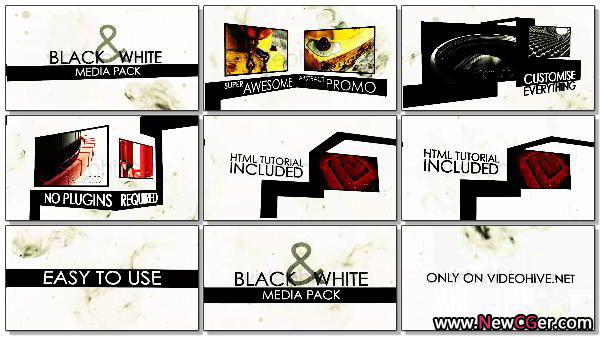 BLACK & WHITE
MEDIA PACK
SUPER AWESOME ABSTRACT PROMO
CUSTOMISE
EVERYTHING
NO PLUGINS REQUIRED
HTML TUTORIAL
INCLUDED
HTML TUTORIAL
INCLUDED
EASY TO USE
BLACK & WHITE
MEDIA PACK
ONLY ON VIDEOHIVE.NET
www.NewCGer.com